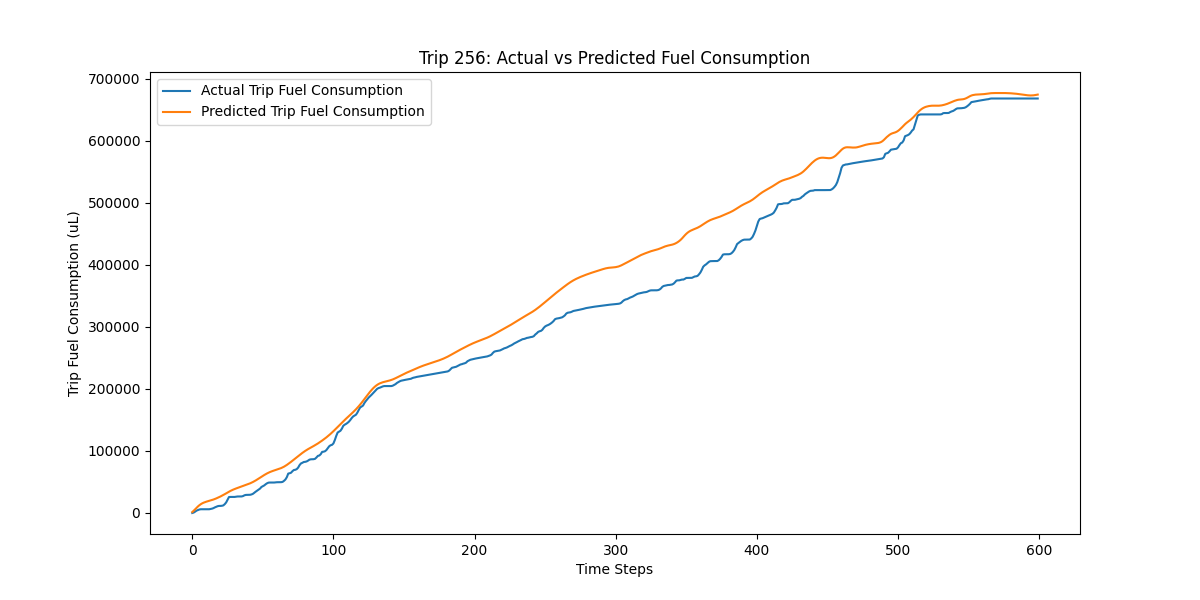 Trip 256: Actual vs Predicted Fuel Consumption
700000
600000
500000
400000
300000
200000
100000
0
Trip Fuel Consumption (uL)
Actual Trip Fuel Consumption
Predicted Trip Fuel Consumption
0 100 200 300 400 500 600
Time Steps